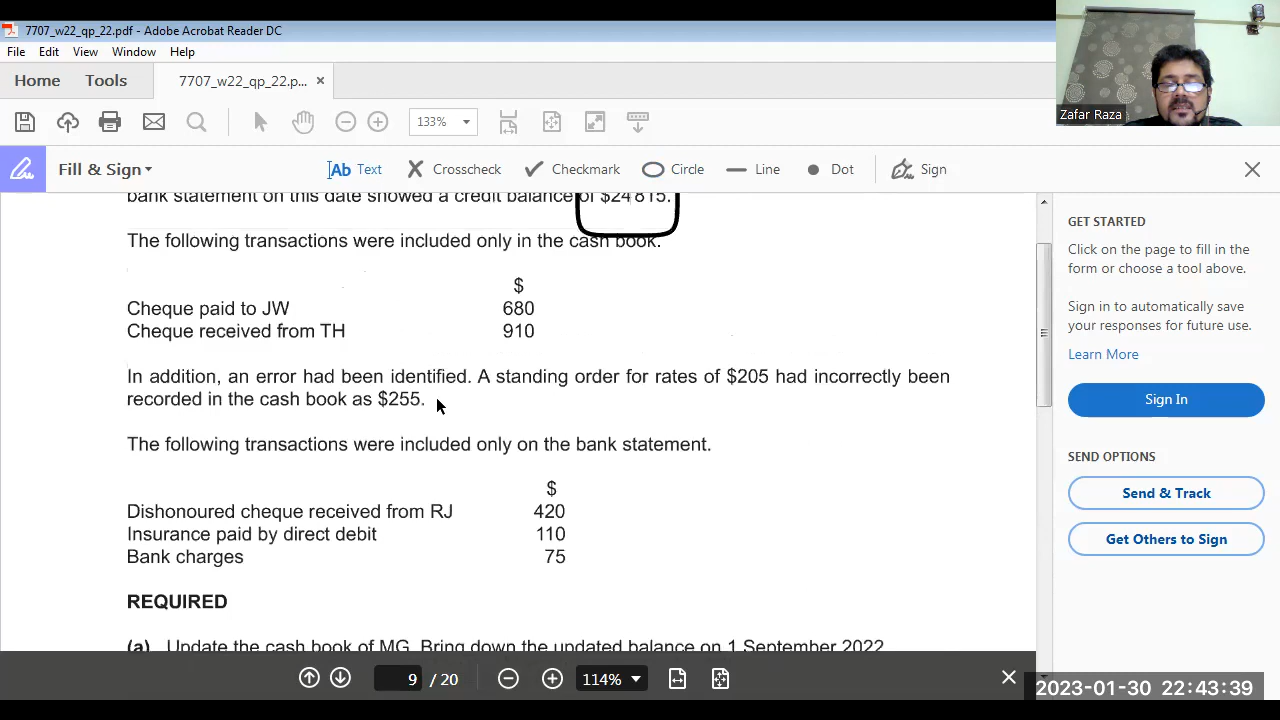 7707_w22_qp_22.pdf - Adobe Acrobat Reader DC
File Edit View Window Help
Home Tools 7707_w22_qp_22.p... ×
133%
Zafar Raza
Fill & Sign Ab Text Crosscheck Checkmark Circle Line Dot Sign
bank statement on this date showed a credit balance of $24 815.
The following transactions were included only in the cash book.
$
Cheque paid to JW 680
Cheque received from TH 910
In addition, an error had been identified. A standing order for rates of $205 had incorrectly been
recorded in the cash book as $255.
The following transactions were included only on the bank statement.
$
Dishonoured cheque received from RJ 420
Insurance paid by direct debit 110
Bank charges 75
REQUIRED
(a) Update the cash book of MG. Bring down the updated balance on 1 September 2022
GET STARTED
Click on the page to fill in the
form or choose a tool above.
Sign in to automatically save
your responses for future use.
Learn More
Sign In
SEND OPTIONS
Send & Track
Get Others to Sign
9 / 20 114%
2023-01-30 22:43:39